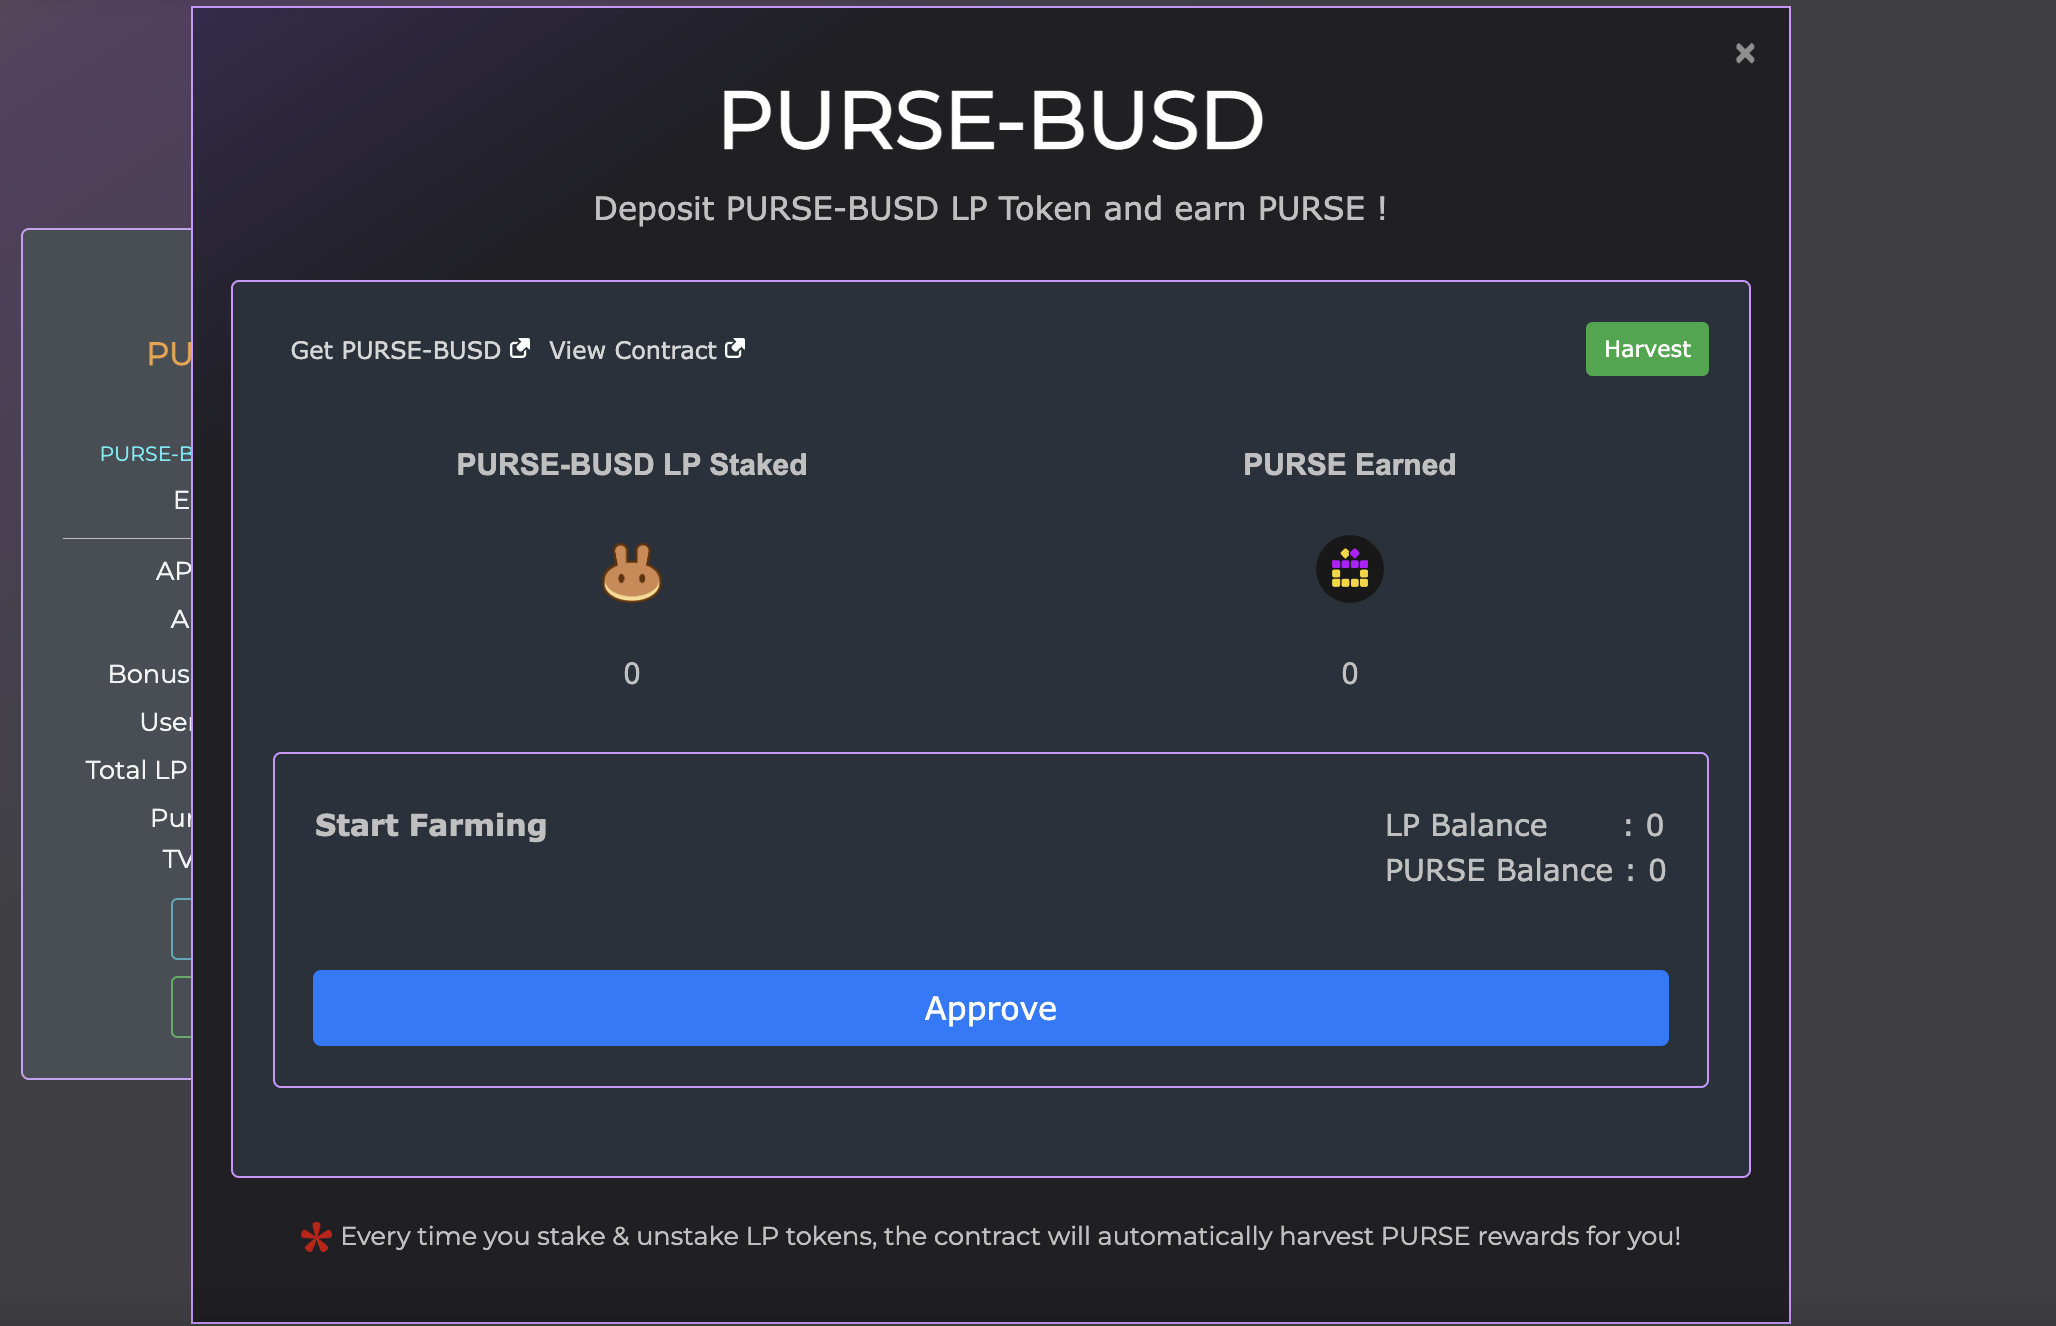 ×
PURSE-BUSD
Deposit PURSE-BUSD LP Token and earn PURSE !
Get PURSE-BUSD View Contract
Harvest
PURSE-BUSD LP Staked
PURSE Earned
0
0
Start Farming
LP Balance : 0
PURSE Balance : 0
Approve
* Every time you stake & unstake LP tokens, the contract will automatically harvest PURSE rewards for you!
PU
PURSE-B
E
AP
A
Bonus
User
Total LP
Pur
TV